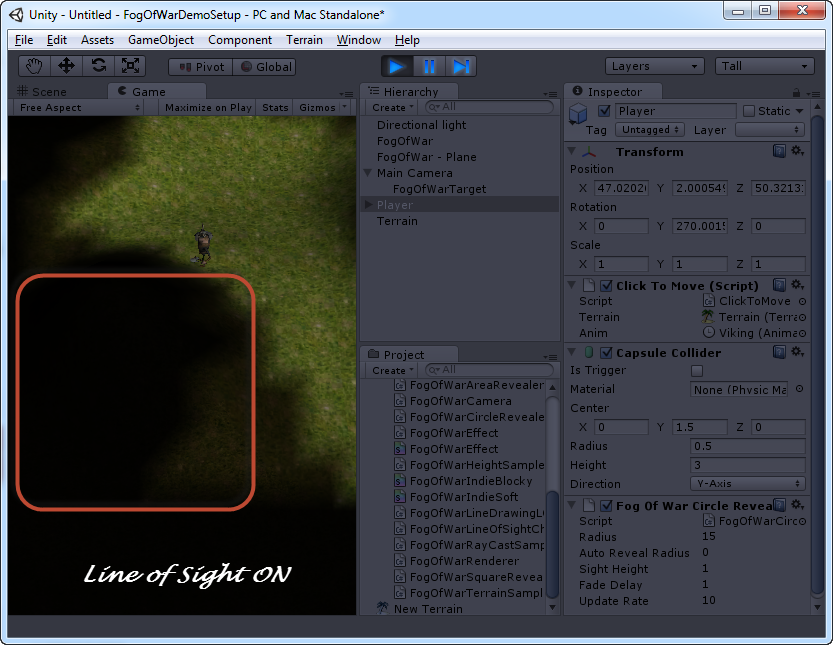 Unity - Untitled - FogOfWarDemoSetup - PC and Mac Standalone*
File Edit Assets GameObject Component Terrain Window Help
Pivot Global Layers Tall
Scene Game
Free Aspect Maximize on Play Stats Gizmos
Line of Sight ON
Hierarchy
Create All
Directional light
FogOfWar
FogOfWar - Plane
Main Camera
FogOfWarTarget
Player
Terrain
Project
Create All
FogOfWarAreaRevealer
FogOfWarCamera
FogOfWarCircleReveale
FogOfWarEffect
FogOfWarEffect
FogOfWarHeightSample
FogOfWarIndieBlocky
FogOfWarIndieSoft
FogOfWarLineDrawingL
FogOfWarLineOfSightCh
FogOfWarRayCastSamp
FogOfWarRenderer
FogOfWarSquareRevea
FogOfWarTerrainSampl
New Terrain
Inspector
Player Static
Tag Untagged Layer
Transform
Position
X 47.0202 Y 2.000549 Z 50.3213
Rotation
X 0 Y 270.0015 Z 0
Scale
X 1 Y 1 Z 1
Click To Move (Script)
Script ClickToMove
Terrain Terrain (Terra
Anim Viking (Anima
Capsule Collider
Is Trigger
Material None (Physic Ma
Center
X 0 Y 1.5 Z 0
Radius 0.5
Height 3
Direction Y-Axis
Fog Of War Circle Revea
Script FogOfWarCirc
Radius 15
Auto Reveal Radius 0
Sight Height 1
Fade Delay 1
Update Rate 10